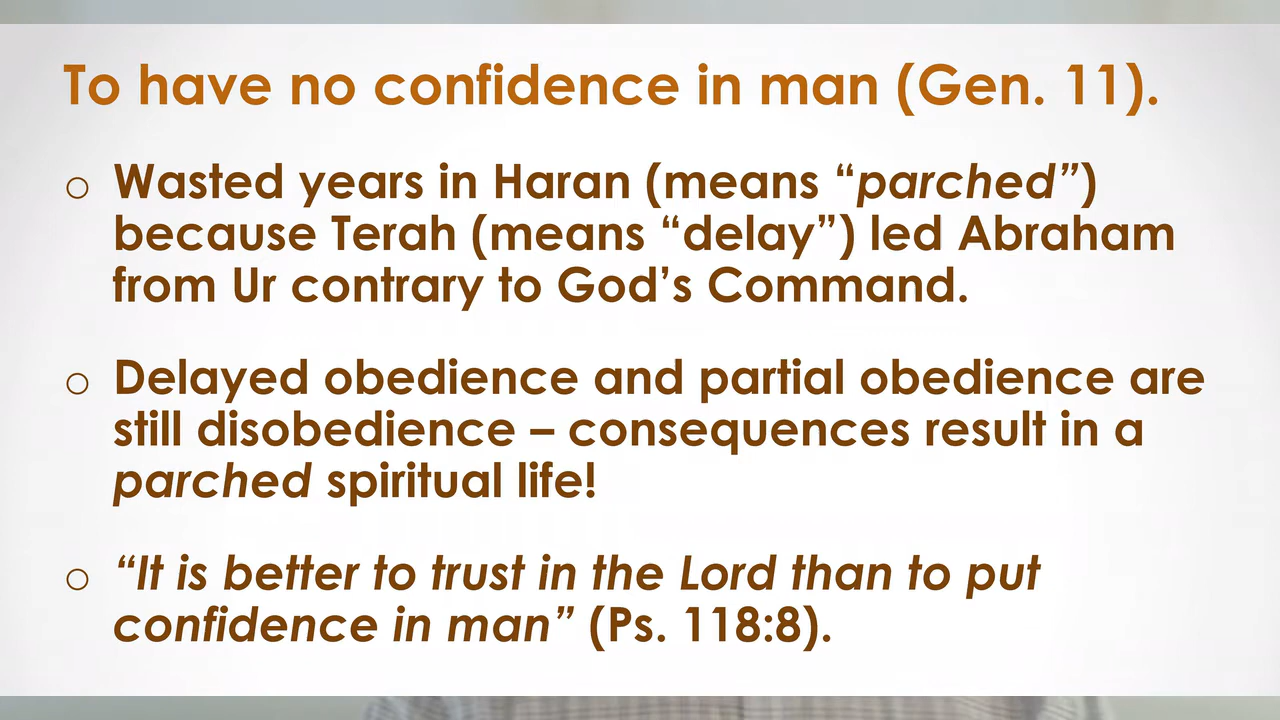 To have no confidence in man (Gen. 11).
○ Wasted years in Haran (means “parched”)
because Terah (means “delay”) led Abraham
from Ur contrary to God’s Command.
○ Delayed obedience and partial obedience are
still disobedience – consequences result in a
parched spiritual life!
○ “It is better to trust in the Lord than to put
confidence in man” (Ps. 118:8).